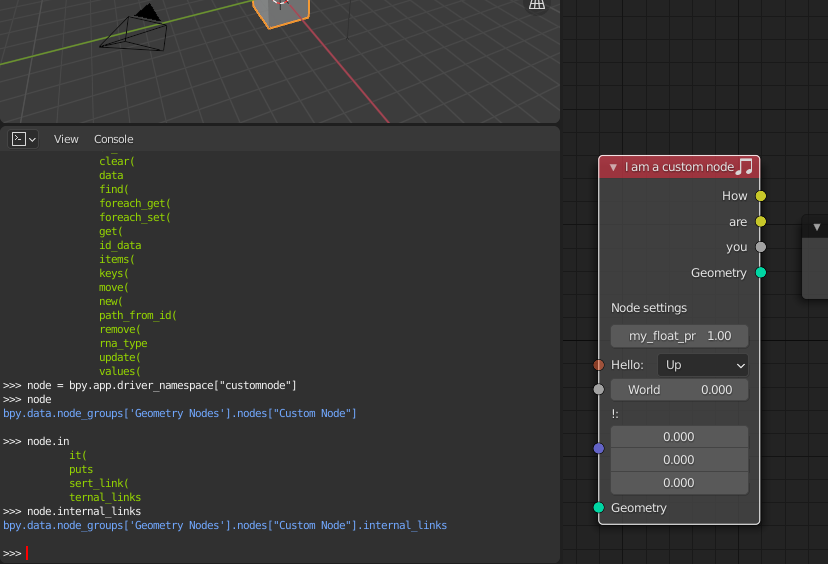 View Console
clear(
data
find(
foreach_get(
foreach_set(
get(
id_data
items(
keys(
move(
new(
path_from_id(
remove(
rna_type
update(
values(
>>> node = bpy.app.driver_namespace["customnode"]
>>> node
bpy.data.node_groups['Geometry Nodes'].nodes["Custom Node"]
>>> node.in
it(
puts
sert_link(
ternal_links
>>> node.internal_links
bpy.data.node_groups['Geometry Nodes'].nodes["Custom Node"].internal_links
>>>
I am a custom node
How
are
you
Geometry
Node settings
my_float_pr 1.00
Hello: Up
World 0.000
!:
0.000
0.000
0.000
Geometry